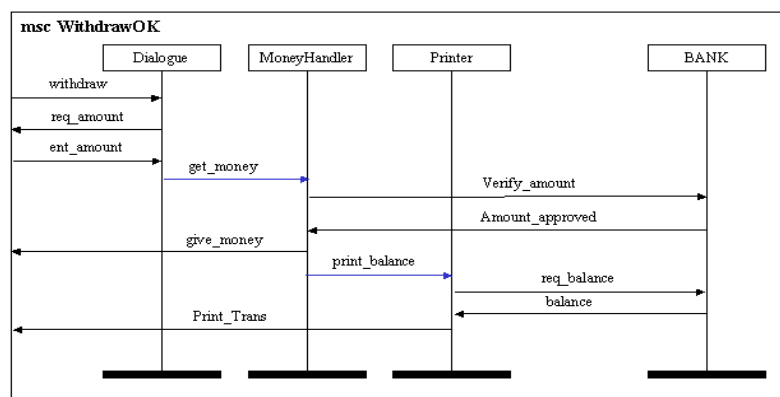 msc WithdrawOK
Dialogue MoneyHandler Printer BANK
withdraw
req_amount
ent_amount
get_money
Verify_amount
Amount_approved
give_money
print_balance
req_balance
balance
Print_Trans